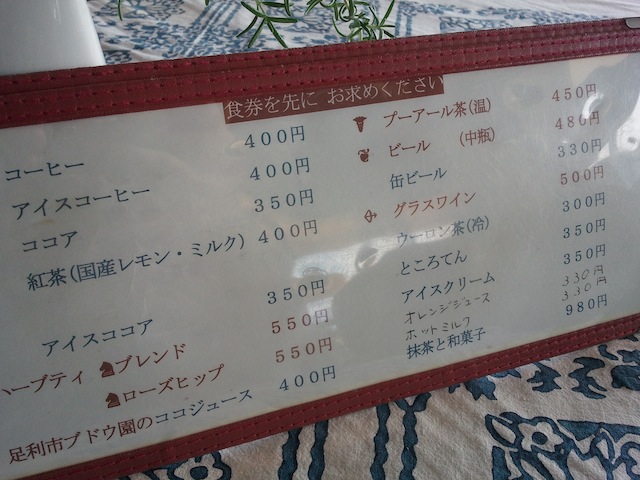 食券を先に お求めください
コーヒー 400円
アイスコーヒー 400円
ココア 350円
紅茶(国産レモン・ミルク) 400円
アイスココア 350円
ハーブティ ブレンド 550円
ローズヒップ 550円
足利市ブドウ園のココジュース 400円
プーアール茶(温) 450円
ビール (中瓶) 480円
缶ビール 330円
グラスワイン 500円
ウーロン茶(冷) 300円
ところてん 350円
アイスクリーム 350円
オレンジジュース 330円
ホットミルク 330円
抹茶と和菓子 980円